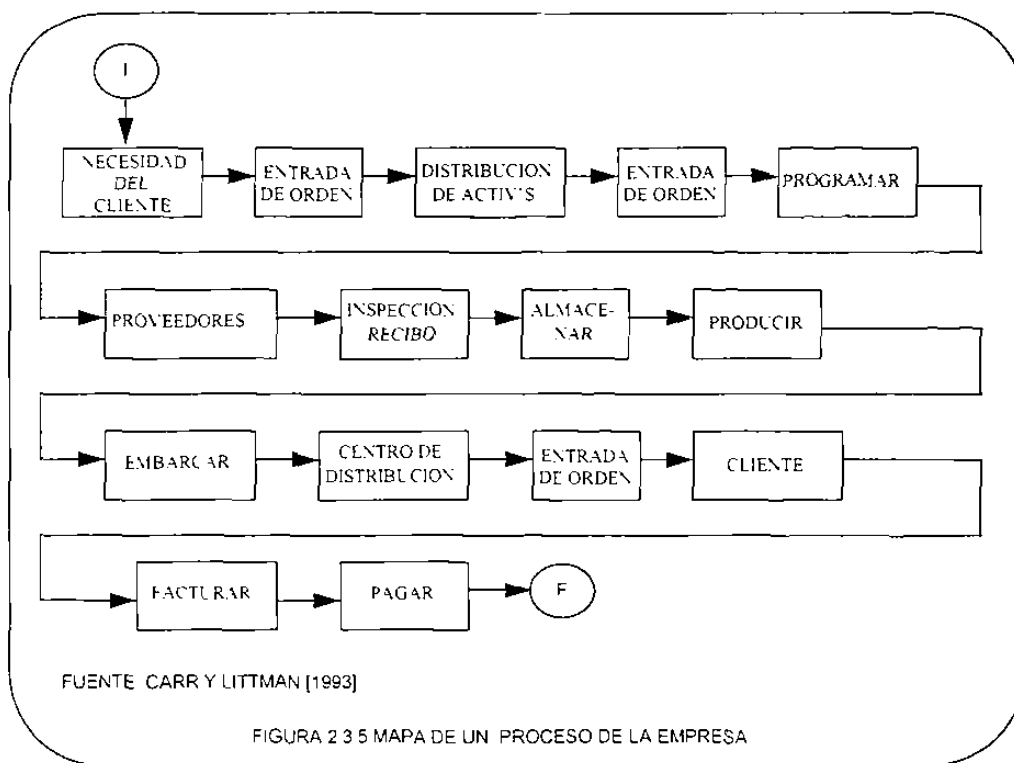 I
NECESIDAD
DEL
CLIENTE
ENTRADA
DE ORDEN
DISTRIBUCION
DE ACTIV'S
ENTRADA
DE ORDEN
PROGRAMAR
PROVEEDORES
INSPECCION
RECIBO
ALMACE-
NAR
PRODUCIR
EMBARCAR
CENTRO DE
DISTRIBUCION
ENTRADA
DE ORDEN
CLIENTE
FACTURAR
PAGAR
F
FUENTE CARR Y LITTMAN [1993]
FIGURA 2 3 5 MAPA DE UN PROCESO DE LA EMPRESA